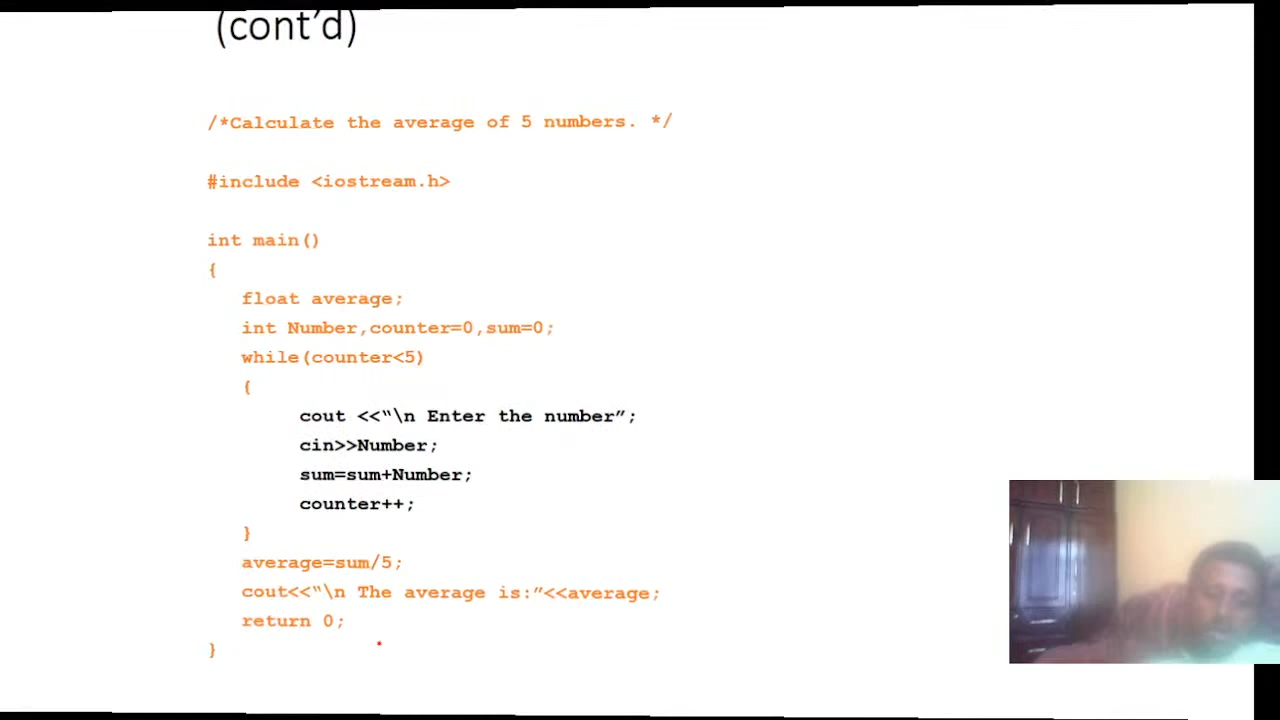 (cont’d)
/*Calculate the average of 5 numbers. */
#include <iostream.h>
int main()
{
float average;
int Number,counter=0,sum=0;
while(counter<5)
{
cout <<“\n Enter the number”;
cin>>Number;
sum=sum+Number;
counter++;
}
average=sum/5;
cout<<“\n The average is:”<<average;
return 0;
}